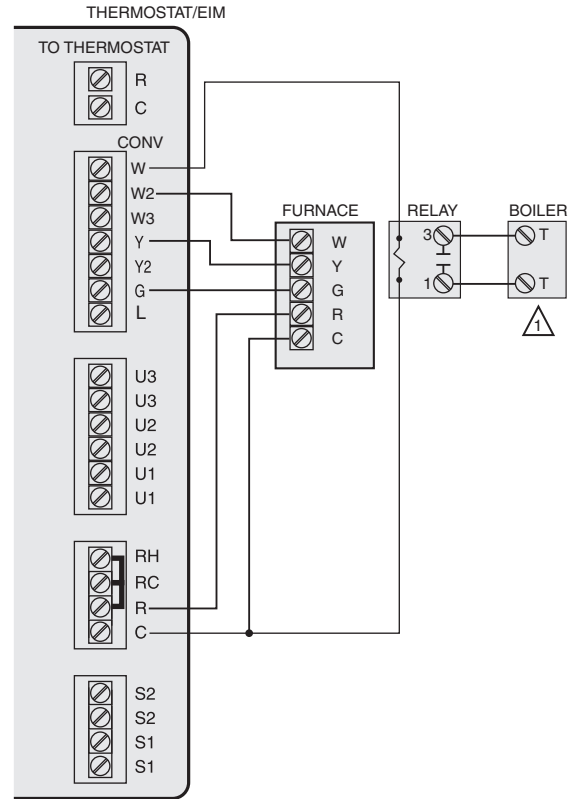 THERMOSTAT/EIM
TO THERMOSTAT
R
C
CONV
W
W2
W3
Y
Y2
G
L
U3
U3
U2
U2
U1
U1
RH
RC
R
C
S2
S2
S1
S1
FURNACE
W
Y
G
R
C
RELAY
3
1
BOILER
T
T
1